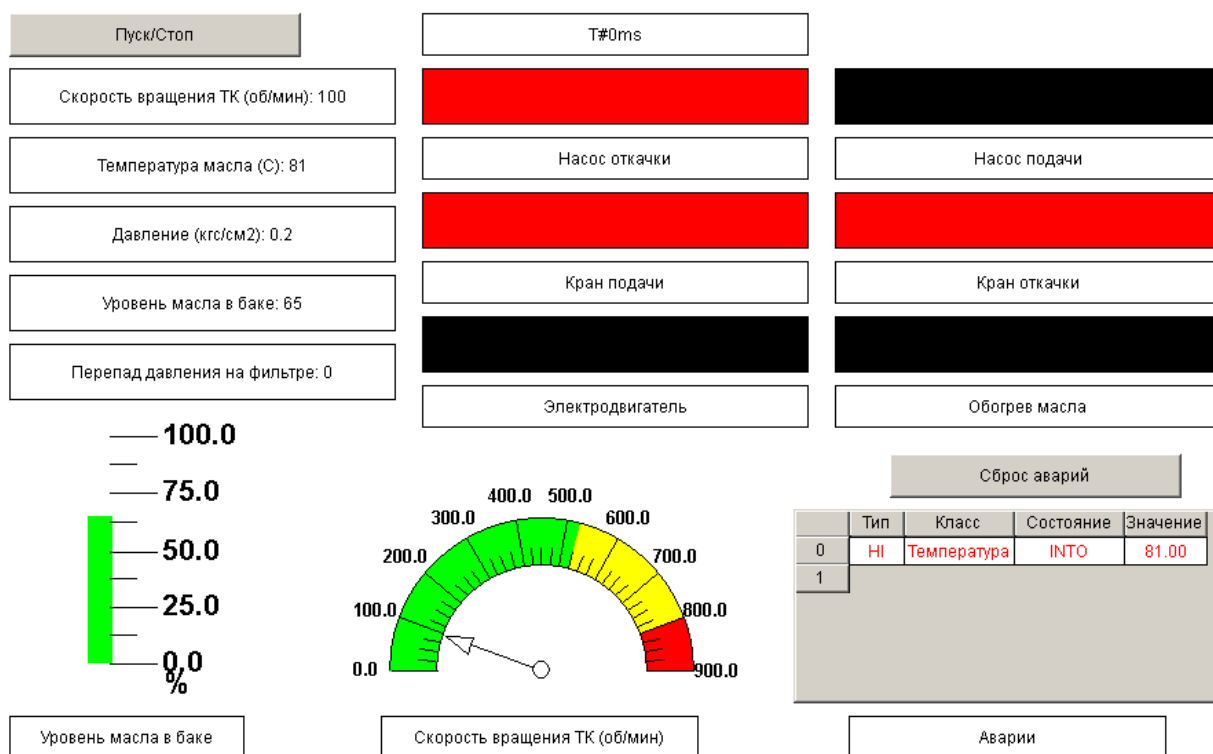 Пуск/Стоп
T#0ms
Скорость вращения ТК (об/мин): 100
Температура масла (С): 81
Насос откачки
Насос подачи
Давление (кгс/см2): 0.2
Уровень масла в баке: 65
Кран подачи
Кран откачки
Перепад давления на фильтре: 0
Электродвигатель
Обогрев масла
100.0
75.0
50.0
25.0
0.0
%
Уровень масла в баке
0.0
100.0
200.0
300.0
400.0
500.0
600.0
700.0
800.0
900.0
Скорость вращения ТК (об/мин)
Сброс аварий
Тип Класс Состояние Значение
0 HI Температура INTO 81.00
1
Аварии